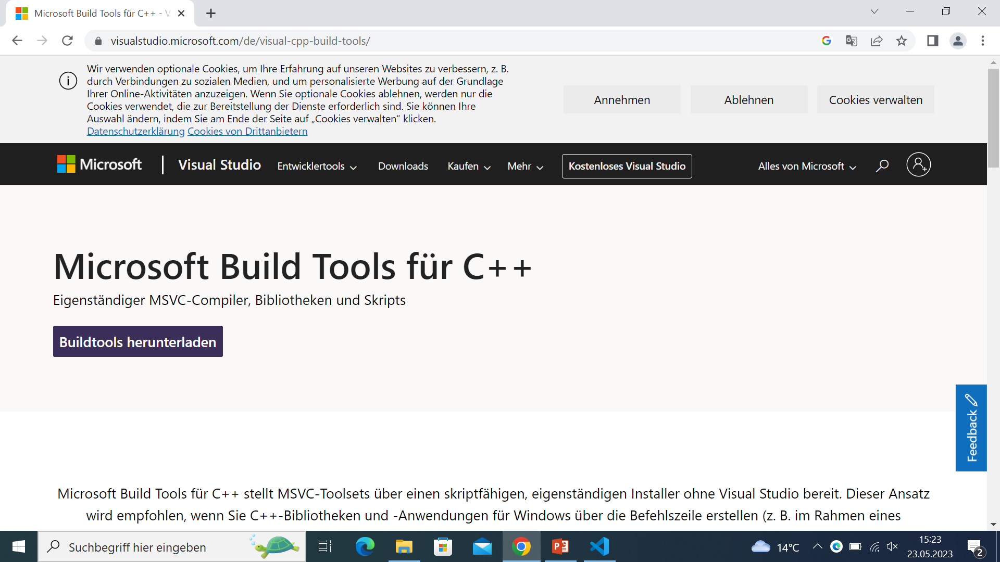 Microsoft Build Tools für C++ - V
visualstudio.microsoft.com/de/visual-cpp-build-tools/
Wir verwenden optionale Cookies, um Ihre Erfahrung auf unseren Websites zu verbessern, z. B.
durch Verbindungen zu sozialen Medien, und um personalisierte Werbung auf der Grundlage
Ihrer Online-Aktivitäten anzuzeigen. Wenn Sie optionale Cookies ablehnen, werden nur die
Cookies verwendet, die zur Bereitstellung der Dienste erforderlich sind. Sie können Ihre
Auswahl ändern, indem Sie am Ende der Seite auf „Cookies verwalten“ klicken.
Datenschutzerklärung Cookies von Drittanbietern
Annehmen
Ablehnen
Cookies verwalten
Microsoft
Visual Studio
Entwicklertools
Downloads
Kaufen
Mehr
Kostenloses Visual Studio
Alles von Microsoft
Microsoft Build Tools für C++
Eigenständiger MSVC-Compiler, Bibliotheken und Skripts
Buildtools herunterladen
Feedback
Microsoft Build Tools für C++ stellt MSVC-Toolsets über einen skriptfähigen, eigenständigen Installer ohne Visual Studio bereit. Dieser Ansatz
wird empfohlen, wenn Sie C++-Bibliotheken und -Anwendungen für Windows über die Befehlszeile erstellen (z. B. im Rahmen eines
Suchbegriff hier eingeben
14°C
15:23
23.05.2023
2